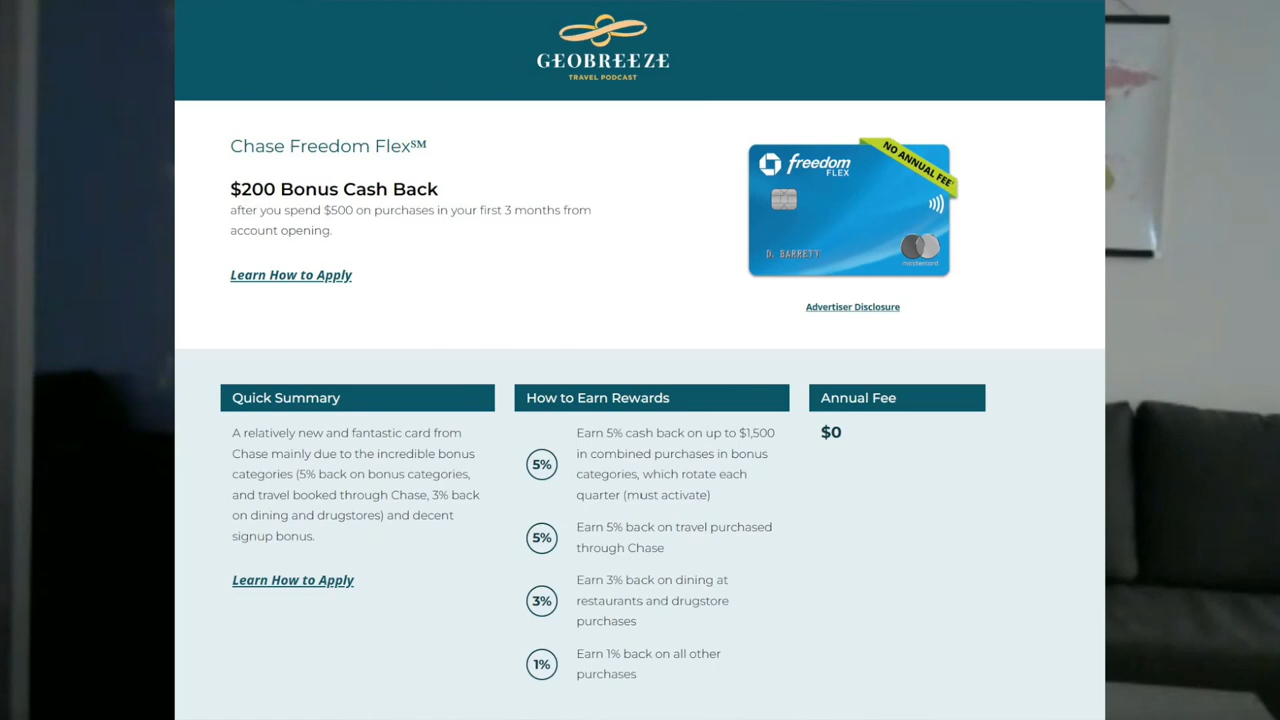 GEOBREEZE
TRAVEL PODCAST
Chase Freedom Flex℠
$200 Bonus Cash Back
after you spend $500 on purchases in your first 3 months from
account opening.
Learn How to Apply
NO ANNUAL FEE†
freedom
FLEX
D. BARRETT
mastercard
Advertiser Disclosure
Quick Summary
A relatively new and fantastic card from
Chase mainly due to the incredible bonus
categories (5% back on bonus categories,
and travel booked through Chase, 3% back
on dining and drugstores) and decent
signup bonus.
Learn How to Apply
How to Earn Rewards
5%
Earn 5% cash back on up to $1,500
in combined purchases in bonus
categories, which rotate each
quarter (must activate)
5%
Earn 5% back on travel purchased
through Chase
3%
Earn 3% back on dining at
restaurants and drugstore
purchases
1%
Earn 1% back on all other
purchases
Annual Fee
$0